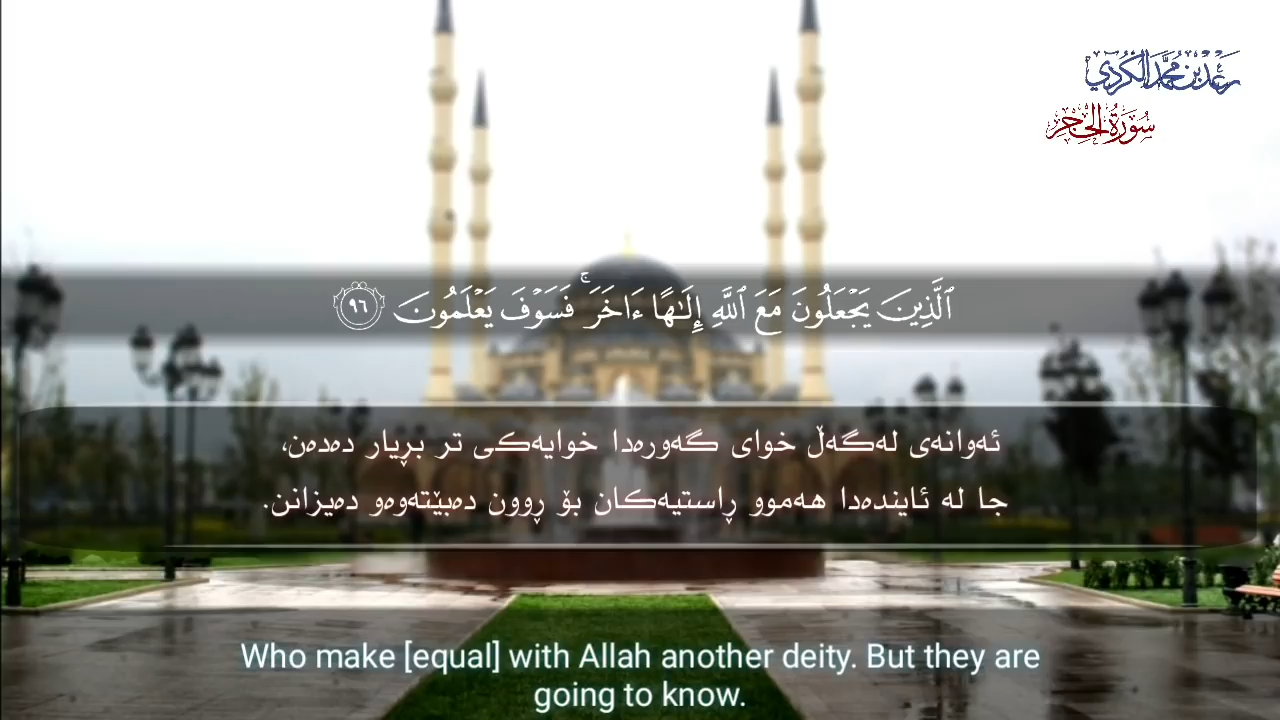 رعد بن محمد الكردي
سورة الحجر
ٱلَّذِينَ يَجْعَلُونَ مَعَ ٱللَّهِ إِلَـٰهًا ءَاخَرَ ۚ فَسَوْفَ يَعْلَمُونَ ٩٦
ئەوانەی لەگەڵ خوای گەورەدا خوایەکی تر بڕیار دەدەن،
جا لە ئایندەدا هەموو ڕاستیەکان بۆ ڕوون دەبێتەوەو دەیزانن.
Who make [equal] with Allah another deity. But they are
going to know.